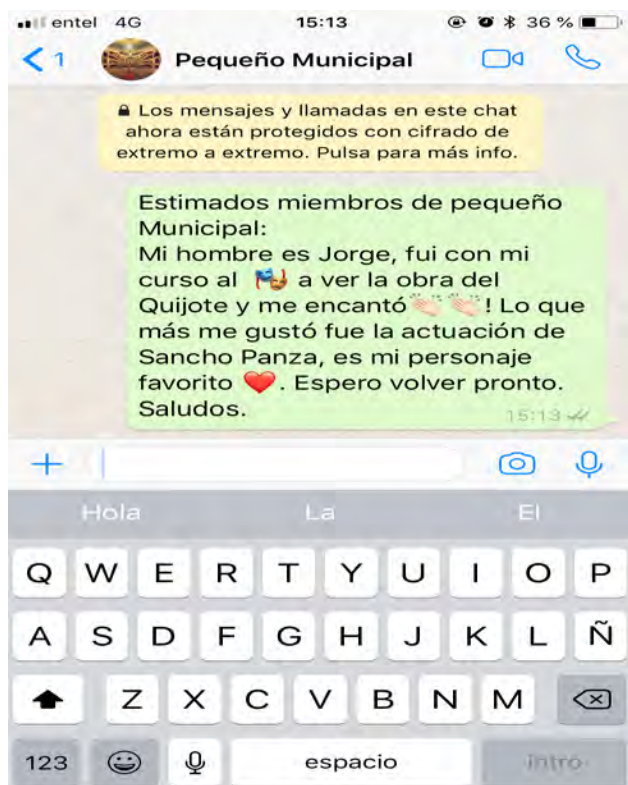 entel 4G 15:13 36 %
1 Pequeño Municipal
Los mensajes y llamadas en este chat
ahora están protegidos con cifrado de
extremo a extremo. Pulsa para más info.
Estimados miembros de pequeño
Municipal:
Mi hombre es Jorge, fui con mi
curso al 🎭 a ver la obra del
Quijote y me encantó👏🏻👏🏻! Lo que
más me gustó fue la actuación de
Sancho Panza, es mi personaje
favorito ❤️. Espero volver pronto.
Saludos.
15:13
Hola La El
Q W E R T Y U I O P
A S D F G H J K L Ñ
Z X C V B N M
123 espacio intro